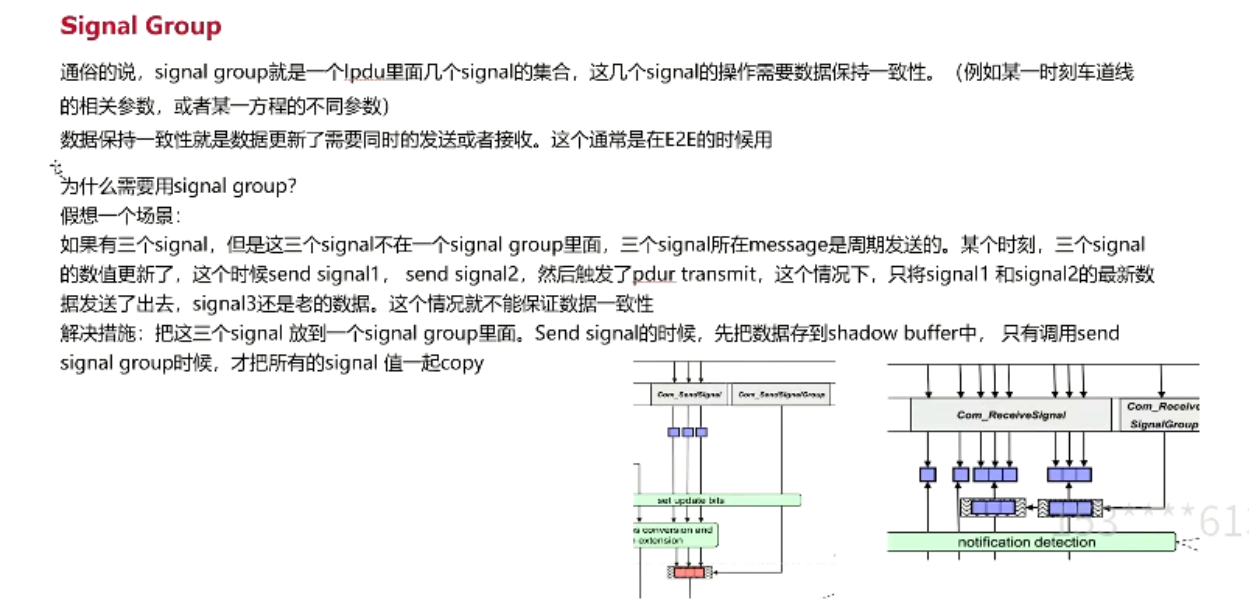 Signal Group
通俗的说，signal group就是一个Ipdu里面几个signal的集合，这几个signal的操作需要数据保持一致性。（例如某一时刻车道线
的相关参数，或者某一方程的不同参数）
数据保持一致性就是数据更新了需要同时的发送或者接收。这个通常是在E2E的时候用
为什么需要用signal group？
假想一个场景：
如果有三个signal，但是这三个signal不在一个signal group里面，三个signal所在message是周期发送的。某个时刻，三个signal
的数值更新了，这个时候send signal1， send signal2，然后触发了pdur transmit，这个情况下，只将signal1 和signal2的最新数
据发送了出去，signal3还是老的数据。这个情况就不能保证数据一致性
解决措施：把这三个signal 放到一个signal group里面。Send signal的时候，先把数据存到shadow buffer中， 只有调用send
signal group时候，才把所有的signal 值一起copy
Com_SendSignal Com_SendSignalGroup
set update bits
s conversion and
extension
Com_ReceiveSignal
Com_Receive
SignalGroup
notification detection
153****61